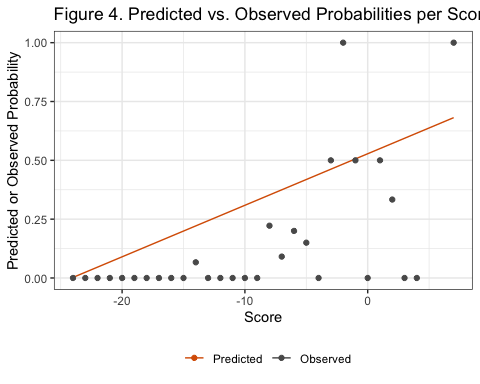 Figure 4. Predicted vs. Observed Probabilities per Scor
1.00
0.75
0.50
0.25
0.00
Predicted or Observed Probability
-20
-10
0
Score
Predicted
Observed